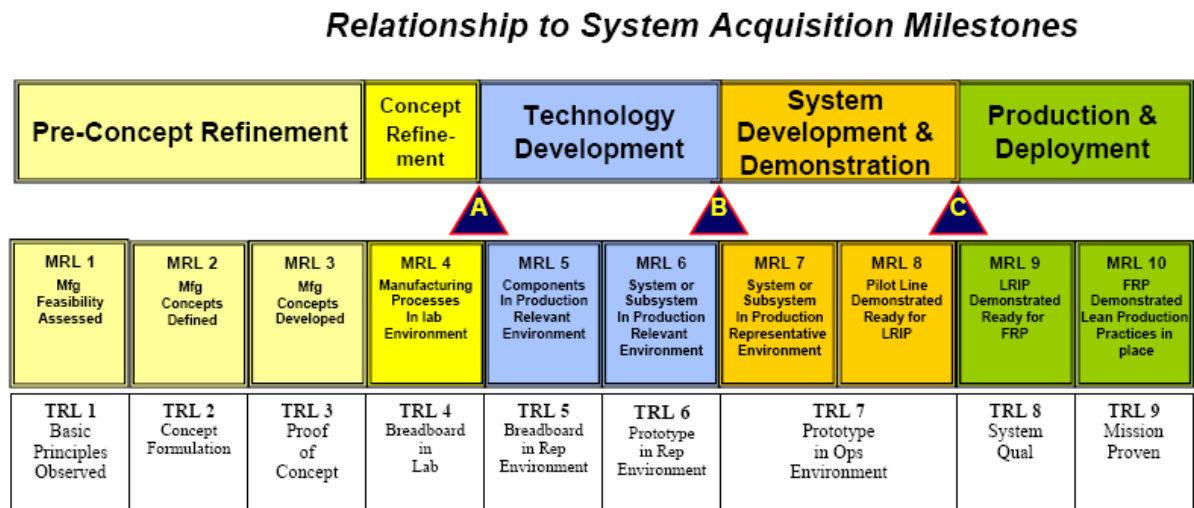 Relationship to System Acquisition Milestones
Pre-Concept Refinement
Concept
Refine-
ment
Technology
Development
System
Development &
Demonstration
Production &
Deployment
A
B
C
MRL 1
Mfg
Feasibility
Assessed
MRL 2
Mfg
Concepts
Defined
MRL 3
Mfg
Concepts
Developed
MRL 4
Manufacturing
Processes
In lab
Environment
MRL 5
Components
In Production
Relevant
Environment
MRL 6
System or
Subsystem
In Production
Relevant
Environment
MRL 7
System or
Subsystem
In Production
Representative
Environment
MRL 8
Pilot Line
Demonstrated
Ready for
LRIP
MRL 9
LRIP
Demonstrated
Ready for
FRP
MRL 10
FRP
Demonstrated
Lean Production
Practices in
place
TRL 1
Basic
Principles
Observed
TRL 2
Concept
Formulation
TRL 3
Proof
of
Concept
TRL 4
Breadboard
in
Lab
TRL 5
Breadboard
in Rep
Environment
TRL 6
Prototype
in Rep
Environment
TRL 7
Prototype
in Ops
Environment
TRL 8
System
Qual
TRL 9
Mission
Proven